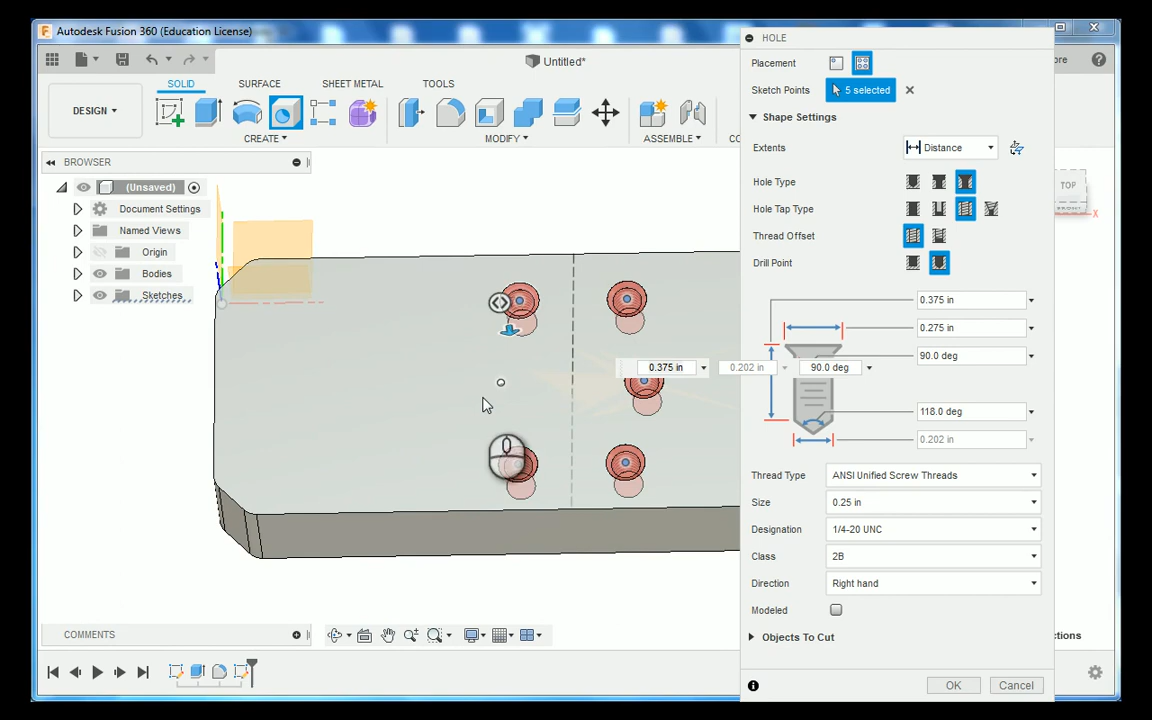 Autodesk Fusion 360 (Education License)
Untitled*
DESIGN
SOLID
SURFACE
SHEET METAL
TOOLS
CREATE
MODIFY
ASSEMBLE
BROWSER
(Unsaved)
Document Settings
Named Views
Origin
Bodies
Sketches
TOP
FRONT
X
0.375 in
0.202 in
90.0 deg
HOLE
Placement
Sketch Points
5 selected
Shape Settings
Extents
Distance
Hole Type
Hole Tap Type
Thread Offset
Drill Point
0.375 in
0.275 in
90.0 deg
118.0 deg
0.202 in
Thread Type
ANSI Unified Screw Threads
Size
0.25 in
Designation
1/4-20 UNC
Class
2B
Direction
Right hand
Modeled
Objects To Cut
OK
Cancel
COMMENTS